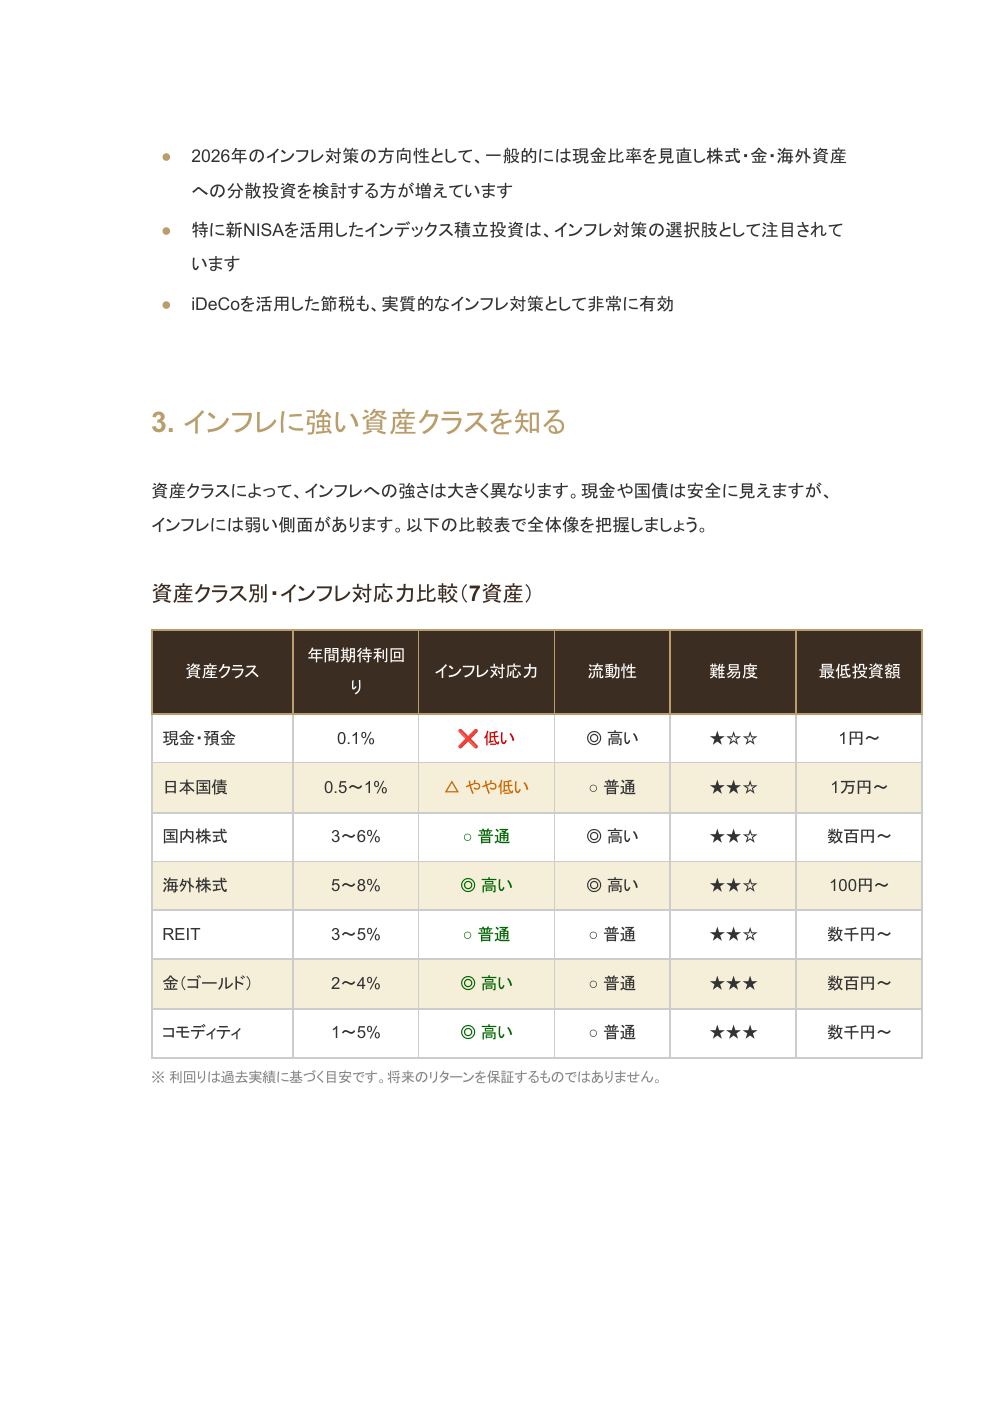 ● 2026年のインフレ対策の方向性として、一般的には現金比率を見直し株式・金・海外資産
への分散投資を検討する方が増えています
● 特に新NISAを活用したインデックス積立投資は、インフレ対策の選択肢として注目されて
います
● iDeCoを活用した節税も、実質的なインフレ対策として非常に有効
3. インフレに強い資産クラスを知る
資産クラスによって、インフレへの強さは大きく異なります。現金や国債は安全に見えますが、
インフレには弱い側面があります。以下の比較表で全体像を把握しましょう。
資産クラス別・インフレ対応力比較（7資産）
資産クラス 年間期待利回り インフレ対応力 流動性 難易度 最低投資額
現金・預金 0.1% ❌ 低い ◎ 高い ★☆☆ 1円〜
日本国債 0.5〜1% △ やや低い ○ 普通 ★★☆ 1万円〜
国内株式 3〜6% ○ 普通 ◎ 高い ★★☆ 数百円〜
海外株式 5〜8% ◎ 高い ◎ 高い ★★☆ 100円〜
REIT 3〜5% ○ 普通 ○ 普通 ★★☆ 数千円〜
金（ゴールド） 2〜4% ◎ 高い ○ 普通 ★★★ 数百円〜
コモディティ 1〜5% ◎ 高い ○ 普通 ★★★ 数千円〜
※ 利回りは過去実績に基づく目安です。将来のリターンを保証するものではありません。